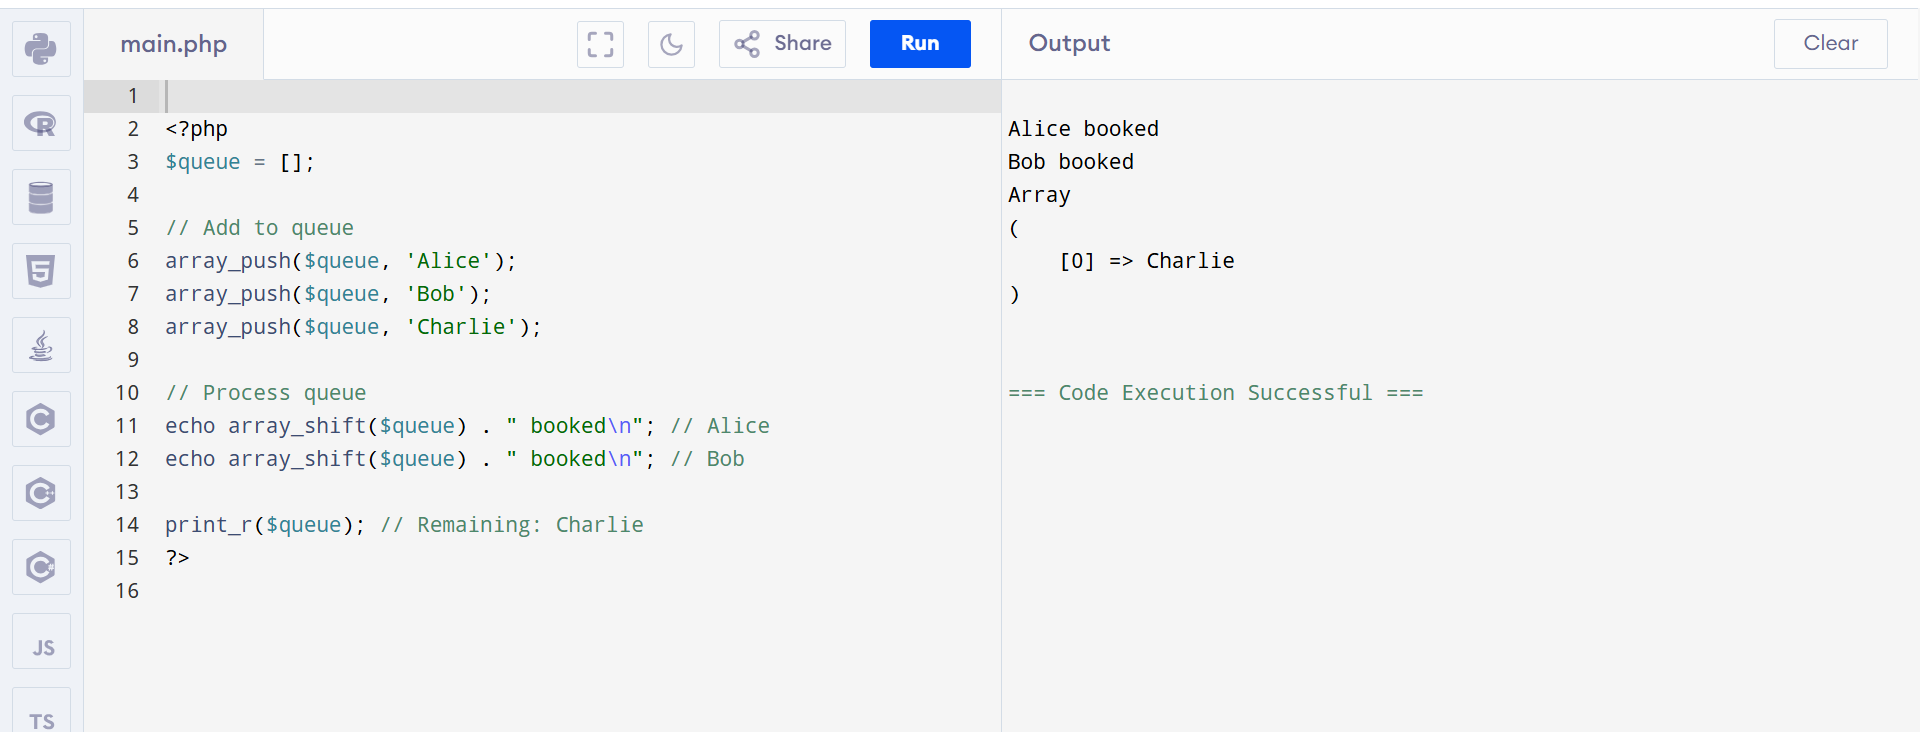 main.php
Share
Run
Output
Clear
1
2 <?php
3 $queue = [];
4
5 // Add to queue
6 array_push($queue, 'Alice');
7 array_push($queue, 'Bob');
8 array_push($queue, 'Charlie');
9
10 // Process queue
11 echo array_shift($queue) . " booked\n"; // Alice
12 echo array_shift($queue) . " booked\n"; // Bob
13
14 print_r($queue); // Remaining: Charlie
15 ?>
16
Alice booked
Bob booked
Array
(
    [0] => Charlie
)
=== Code Execution Successful ===
R
5
C
C++
C#
JS
TS